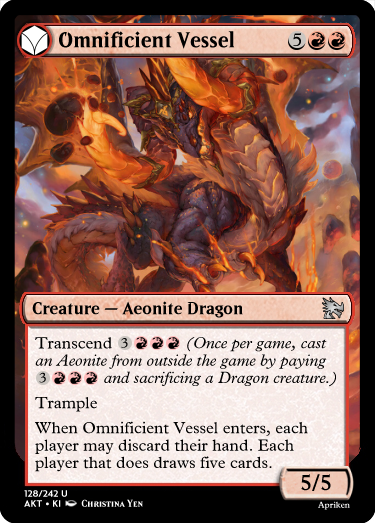 Omnificient Vessel 5
Creature — Aeonite Dragon
Transcend 3 (Once per game, cast
an Aeonite from outside the game by paying
3 and sacrificing a Dragon creature.)
Trample
When Omnificient Vessel enters, each
player may discard their hand. Each
player that does draws five cards.
5/5
128/242 U
AKT • KI Christina Yen
Apriken